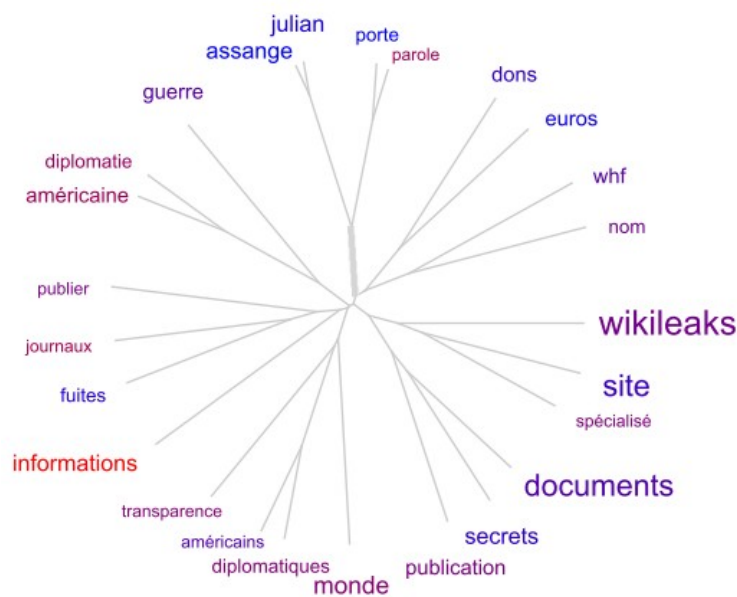 julian
assange
porte
parole
dons
guerre
euros
diplomatie
américaine
whf
nom
publier
wikileaks
journaux
site
fuites
spécialisé
informations
documents
transparence
américains
secrets
diplomatiques
publication
monde